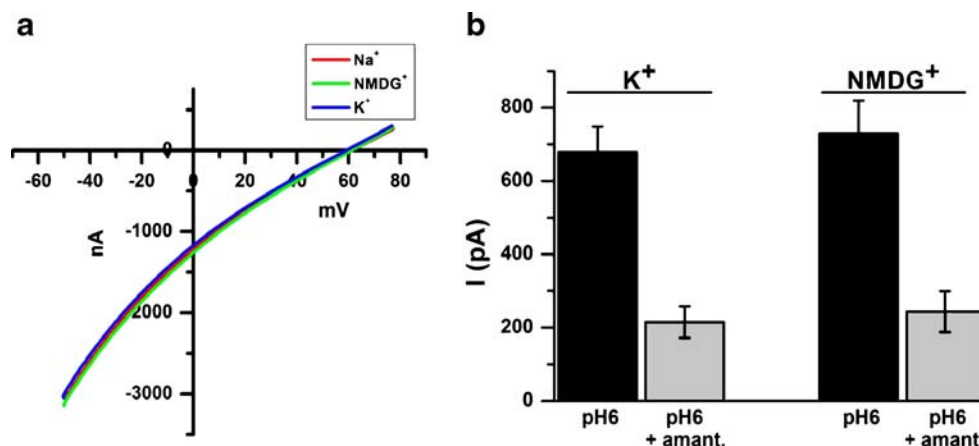 a
Na⁺
NMDG⁺
K⁺
0
-60 -40 -20 0 20 40 60 80
mV
nA
-1000
-2000
-3000
b
K⁺ NMDG⁺
I (pA)
800
600
400
200
0
pH6 pH6 pH6 pH6
+ amant. + amant.